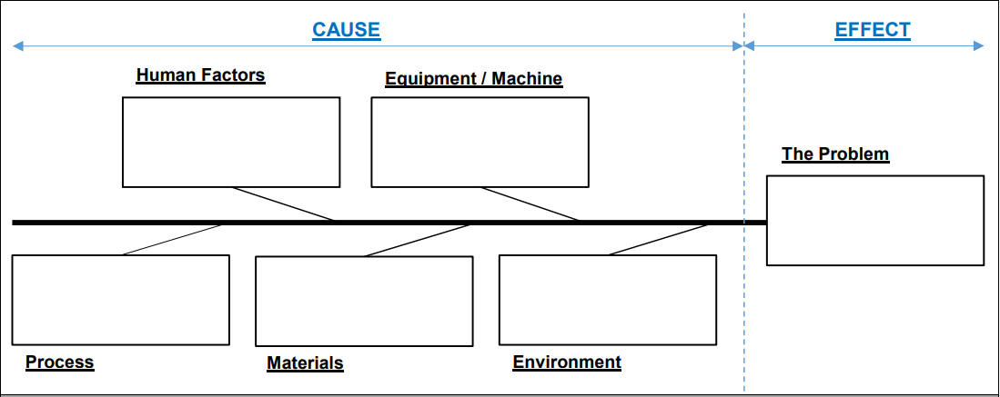 CAUSE
EFFECT
Human Factors
Equipment / Machine
The Problem
Process
Materials
Environment